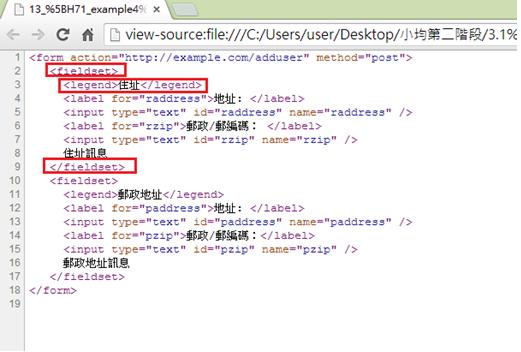 13_%5BH71_example49
view-source:file:///C:/Users/user/Desktop/小均第二階段/3.1%
1 <form action="http://example.com/adduser" method="post">
2 <fieldset>
3 <legend>住址</legend>
4 <label for="raddress">地址: </label>
5 <input type="text" id="raddress" name="raddress" />
6 <label for="rzip">郵政/郵編碼: </label>
7 <input type="text" id="rzip" name="rzip" />
8 住址訊息
9 </fieldset>
10 <fieldset>
11 <legend>郵政地址</legend>
12 <label for="paddress">地址: </label>
13 <input type="text" id="paddress" name="paddress" />
14 <label for="pzip">郵政/郵編碼：</label>
15 <input type="text" id="pzip" name="pzip" />
16 郵政地址訊息
17 </fieldset>
18 </form>
19